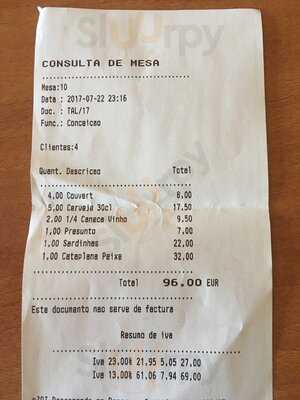 Sluurpy
CONSULTA DE MESA
Mesa:10
Data : 2017-07-22 23:16
Doc. : TAL/17
Func.: Conceicao
Clientes:4
Quant. Descricao Total
4,00 Couvert 8,00
5,00 Cerveja 30cl 17,50
2,00 1/4 Caneca Vinho 9,50
1,00 Presunto 7,00
1,00 Sardinhas 22,00
1,00 Cataplana Peixe 32,00
Total 96,00 EUR
Este documento nao serve de factura
Resumo de iva
Iva 23.00% 21.95 5.05 27.00
Iva 13.00% 61.06 7.94 69.00